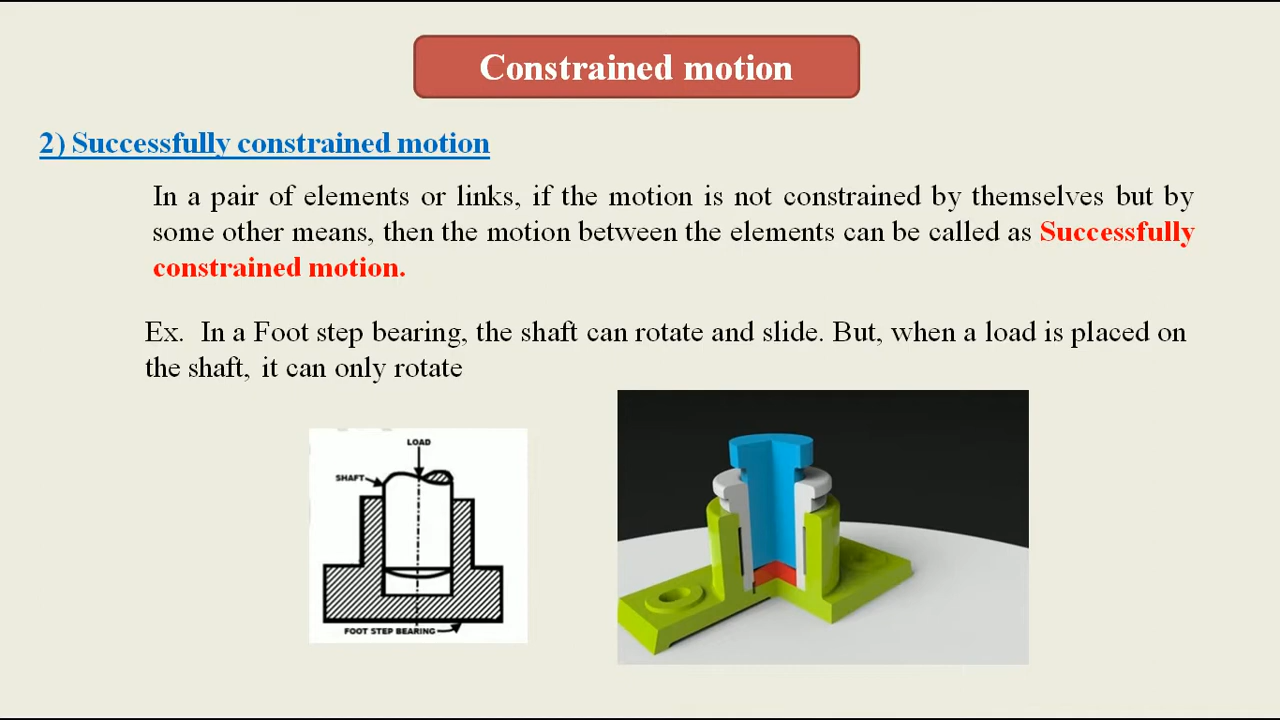 Constrained motion
2) Successfully constrained motion
In a pair of elements or links, if the motion is not constrained by themselves but by
some other means, then the motion between the elements can be called as Successfully
constrained motion.
Ex. In a Foot step bearing, the shaft can rotate and slide. But, when a load is placed on
the shaft, it can only rotate
LOAD
SHAFT
FOOT STEP BEARING